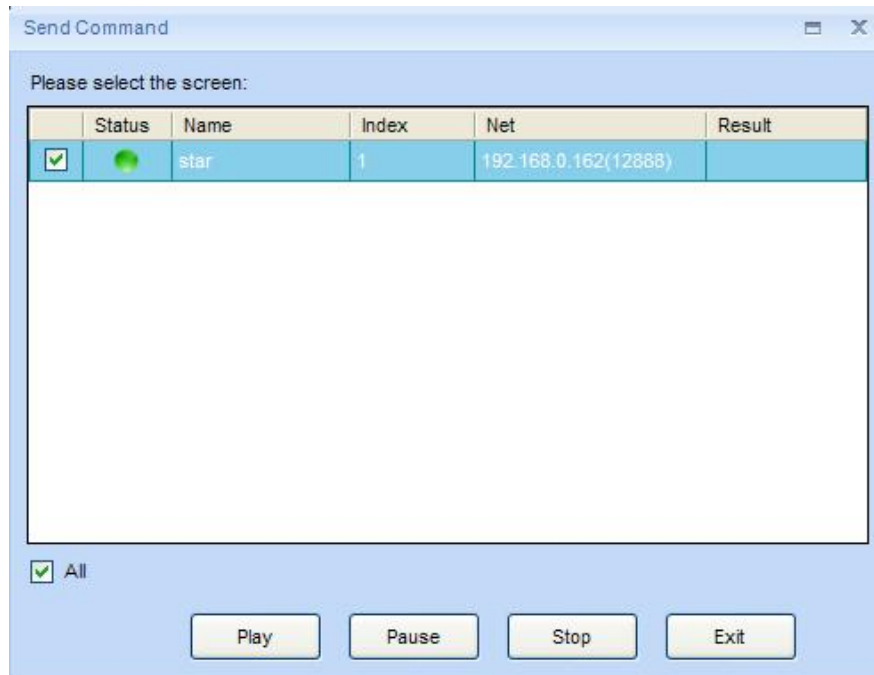 Send Command
Please select the screen:
Status Name Index Net Result
star 1 192.168.0.162(12888)
All
Play Pause Stop Exit